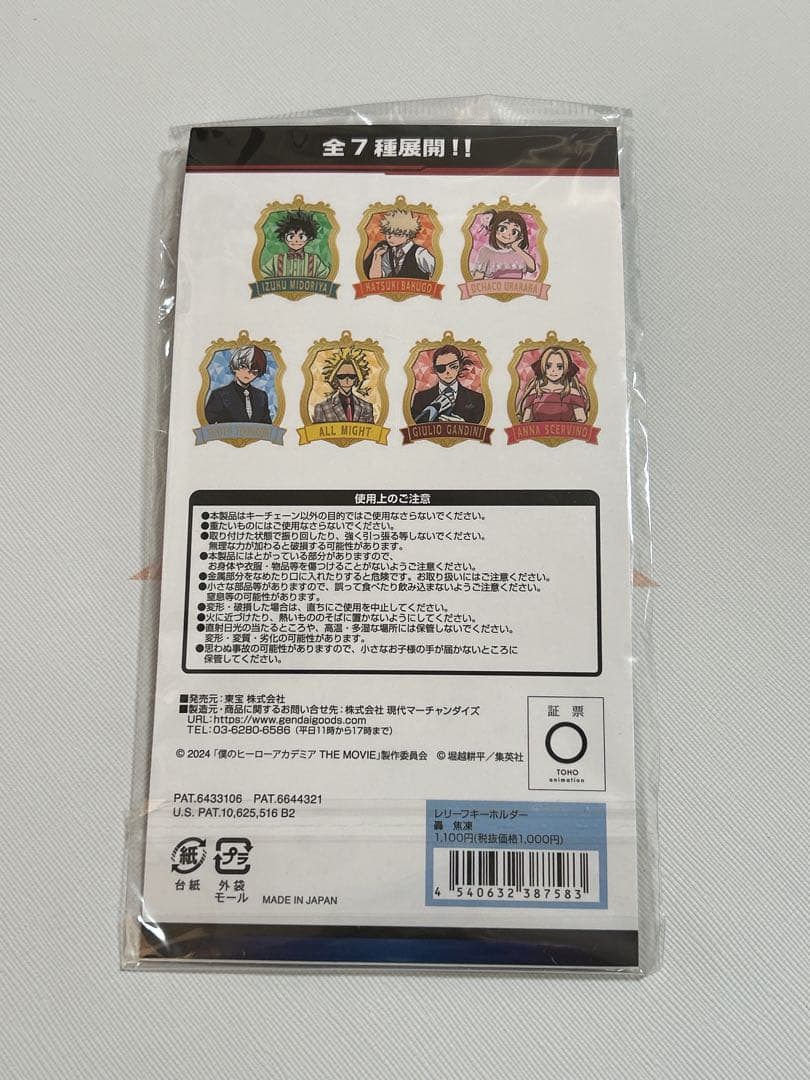 全7種展開!!
IZUKU MIDORIYA
KATSUKI BAKUGO
OCHACO URARAKA
ALL MIGHT
GIULIO GANDINI
ANNA SCERVINO
使用上のご注意
●本製品はキーチェーン以外の目的ではご使用なさらないでください。
●重たいものにはご使用なさらないでください。
●取り付けた状態で振り回したり、強く引っ張る等しないでください。
無理な力が加わると破損する可能性があります。
●本製品にはとがっている部分がありますので、
お身体や衣服・物品等を傷つけることがないようご注意ください。
●金属部分をなめたり口に入れたりすると危険です。お取り扱いにはご注意ください。
●小さな部品等がありますので、誤って食べたり飲み込まないようご注意ください。
窒息等の可能性があります。
●変形・破損した場合は、直ちにご使用を中止してください。
●火に近づけたり、熱いもののそばに置かないようにしてください。
●直射日光の当たるところや、高温・多湿な場所には保管しないでください。
変形・変質・劣化の可能性があります。
●思わぬ事故の可能性がありますので、小さなお子様の手が届かないところに
保管してください。
■発売元:東宝 株式会社
■製造元・商品に関するお問い合せ先:株式会社 現代マーチャンダイズ
URL:https://www.gendaigoods.com
TEL:03-6280-6586（平日11時から17時まで）
© 2024「僕のヒーローアカデミア THE MOVIE」製作委員会 © 堀越耕平／集英社
証票
TOHO
animation
PAT.6433106 PAT.6644321
U.S. PAT.10,625,516 B2
レリーフキーホルダー
轟 焦凍
1,100円(税抜価格1,000円)
4 540632 387583
紙
プラ
台紙
外袋
モール
MADE IN JAPAN